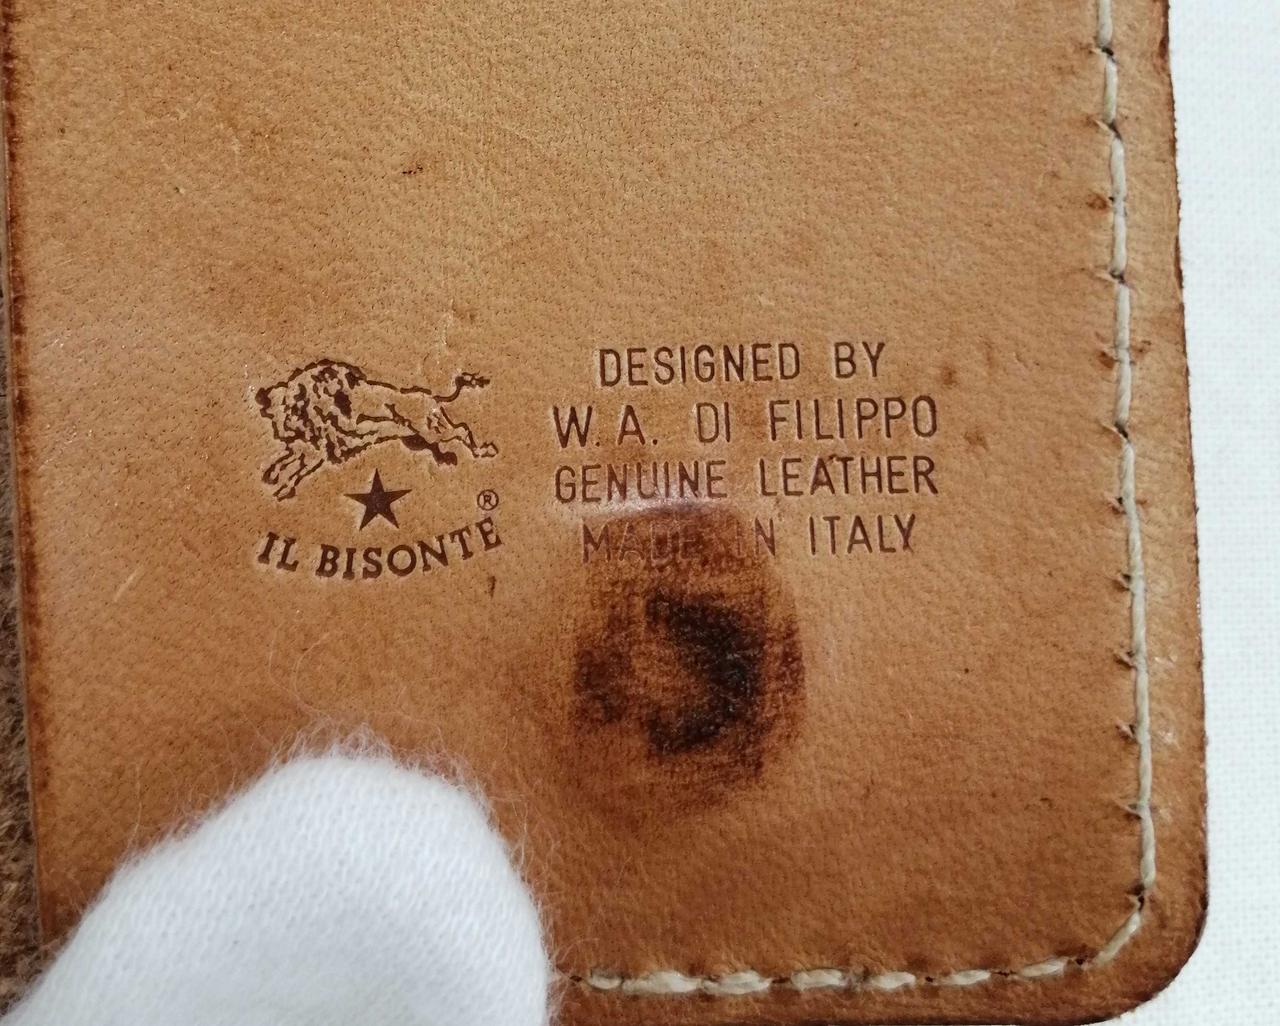 IL BISONTE ®
DESIGNED BY
W. A. DI FILIPPO
GENUINE LEATHER
MADE IN ITALY